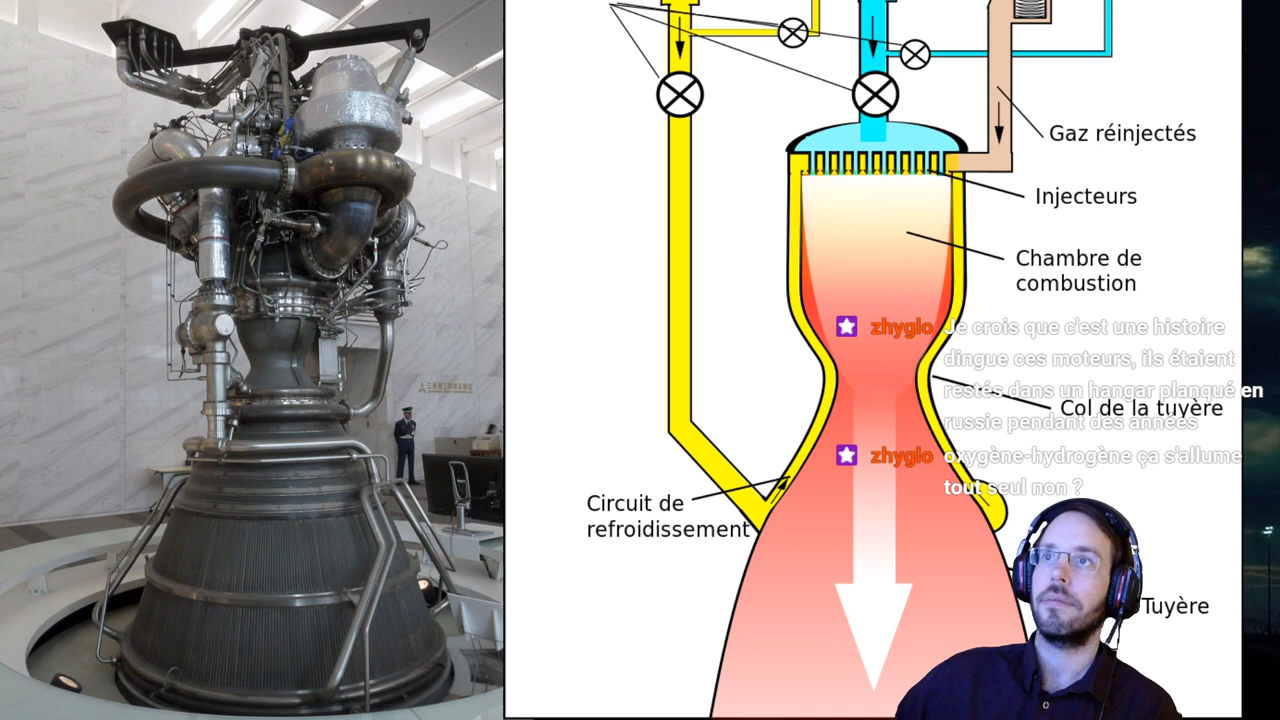 Gaz réinjectés
Injecteurs
Chambre de
combustion
zhyglo Je crois que c'est une histoire
dingue ces moteurs, ils étaient
restés dans un hangar planqué en
russie pendant des années
Col de la tuyère
zhyglo oxygène-hydrogène ça s'allume
tout seul non ?
Circuit de
refroidissement
Tuyère